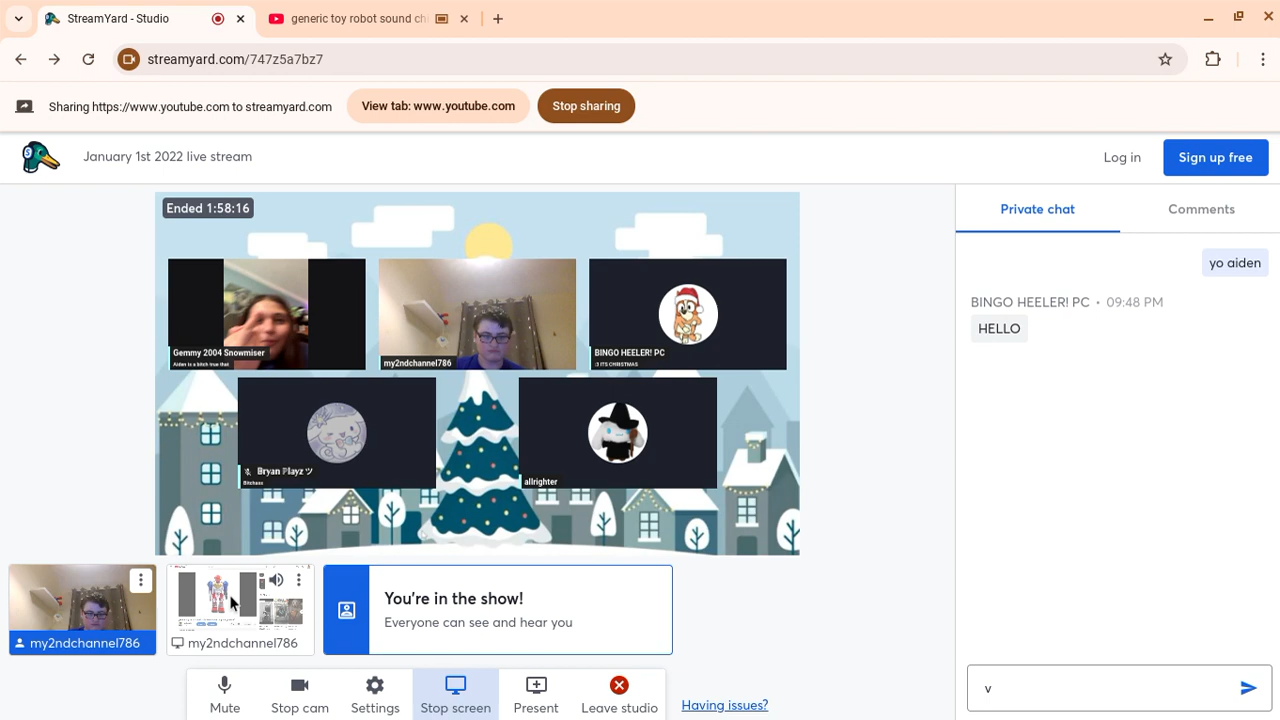 StreamYard - Studio
generic toy robot sound ch
streamyard.com/747z5a7bz7
Sharing https://www.youtube.com to streamyard.com
View tab: www.youtube.com
Stop sharing
January 1st 2022 live stream
Log in
Sign up free
Ended 1:58:16
Private chat
Comments
yo aiden
BINGO HEELER! PC • 09:48 PM
HELLO
Gemmy 2004 Snowmiser
Aiden is a bitch true that
my2ndchannel786
BINGO HEELER! PC
:3 ITS CHRISTMAS
Bryan Playz ツ
Bitchass
allrighter
my2ndchannel786
my2ndchannel786
You're in the show!
Everyone can see and hear you
v
Mute
Stop cam
Settings
Stop screen
Present
Leave studio
Having issues?